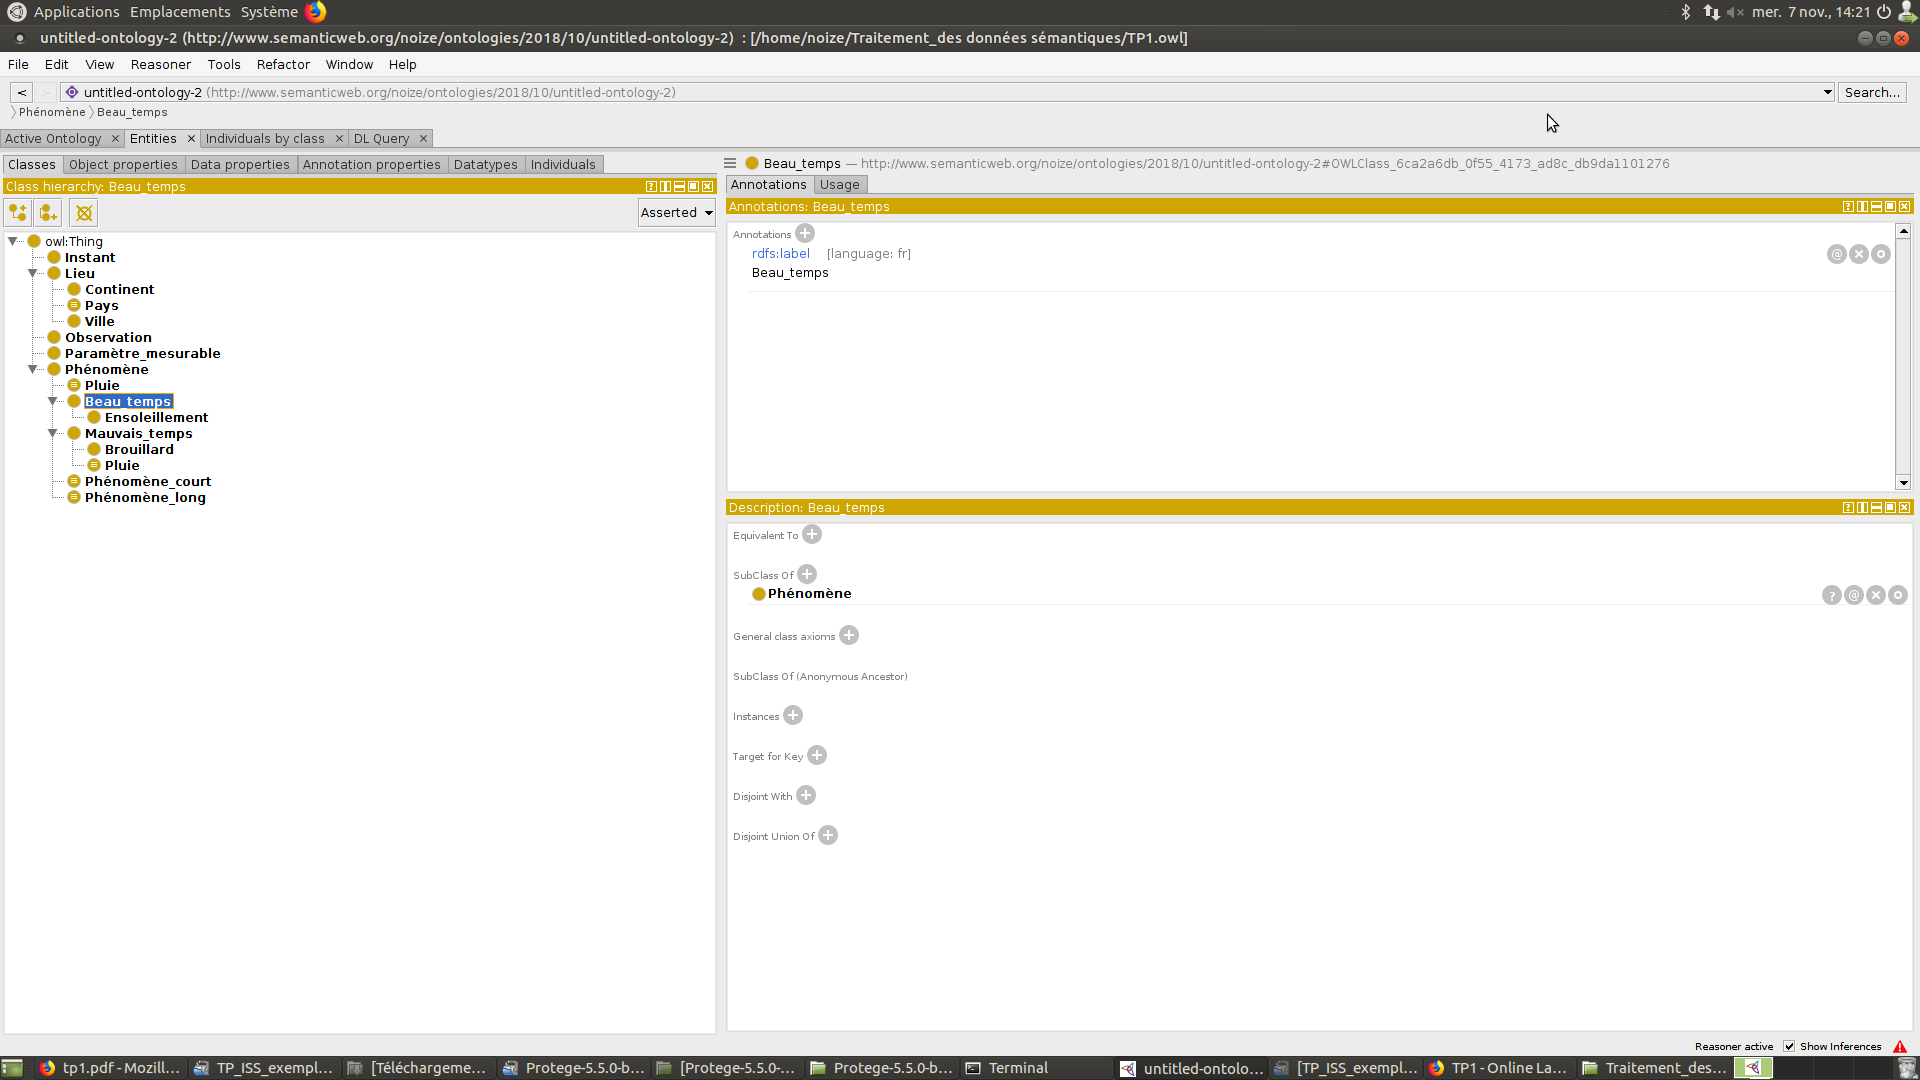 Applications Emplacements Système mer. 7 nov., 14:21
untitled-ontology-2 (http://www.semanticweb.org/noize/ontologies/2018/10/untitled-ontology-2) : [/home/noize/Traitement_des données sémantiques/TP1.owl]
File Edit View Reasoner Tools Refactor Window Help
< > untitled-ontology-2 (http://www.semanticweb.org/noize/ontologies/2018/10/untitled-ontology-2) Search...
Phénomène Beau_temps
Active Ontology Entities Individuals by class DL Query
Classes Object properties Data properties Annotation properties Datatypes Individuals
Class hierarchy: Beau_temps
Asserted
owl:Thing
Instant
Lieu
Continent
Pays
Ville
Observation
Paramètre_mesurable
Phénomène
Pluie
Beau_temps
Ensoleillement
Mauvais_temps
Brouillard
Pluie
Phénomène_court
Phénomène_long
Beau_temps — http://www.semanticweb.org/noize/ontologies/2018/10/untitled-ontology-2#OWLClass_6ca2a6db_0f55_4173_ad8c_db9da1101276
Annotations Usage
Annotations: Beau_temps
Annotations
rdfs:label [language: fr]
Beau_temps
Description: Beau_temps
Equivalent To
SubClass Of
Phénomène
General class axioms
SubClass Of (Anonymous Ancestor)
Instances
Target for Key
Disjoint With
Disjoint Union Of
Reasoner active Show Inferences
tp1.pdf - Mozill... TP_ISS_exempl... [Téléchargeme... Protege-5.5.0-b... [Protege-5.5.0-... Protege-5.5.0-b... Terminal untitled-ontolo... [TP_ISS_exempl... TP1 - Online La... Traitement_des...